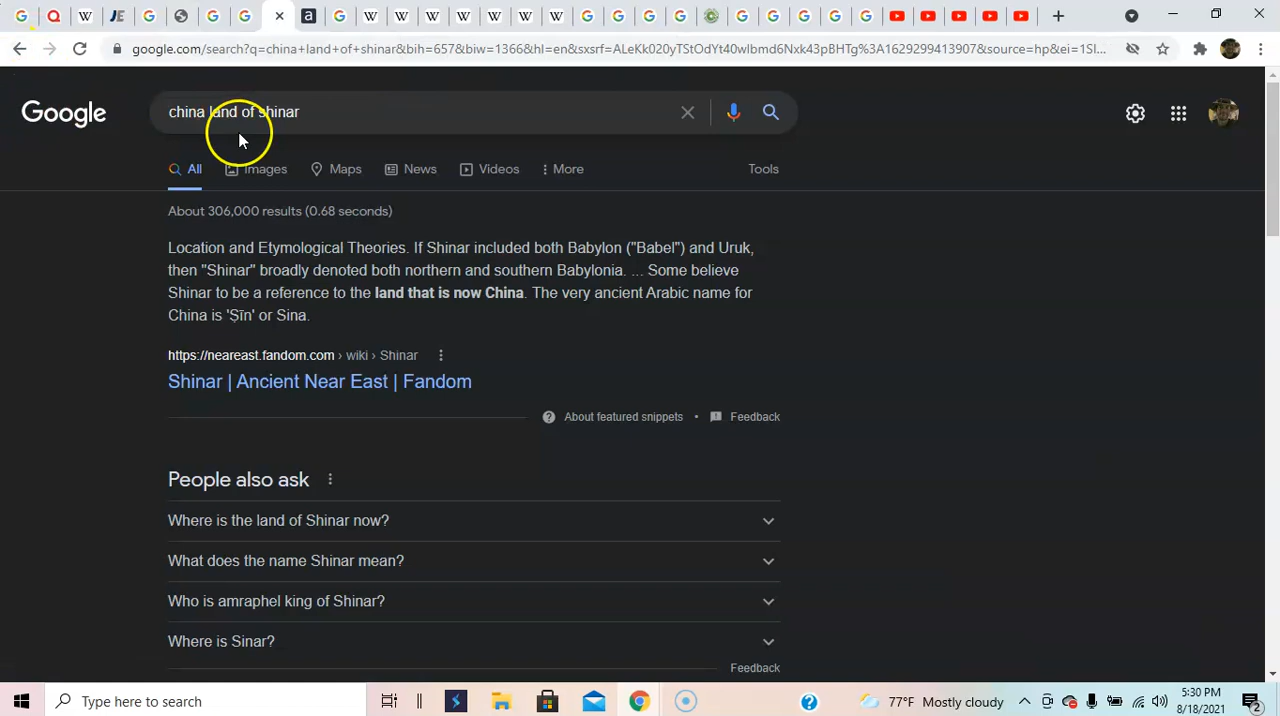 google.com/search?q=china+land+of+shinar&bih=657&biw=1366&hl=en&sxsrf=ALeKk020yTStOdYt40wlbmd6Nxk43pBHTg%3A1629299413907&source=hp&ei=1Sl...
Google
china land of shinar
All
Images
Maps
News
Videos
More
Tools
About 306,000 results (0.68 seconds)
Location and Etymological Theories. If Shinar included both Babylon ("Babel") and Uruk,
then "Shinar" broadly denoted both northern and southern Babylonia. ... Some believe
Shinar to be a reference to the land that is now China. The very ancient Arabic name for
China is 'Ṣīn' or Sina.
https://neareast.fandom.com › wiki › Shinar
Shinar | Ancient Near East | Fandom
About featured snippets • Feedback
People also ask
Where is the land of Shinar now?
What does the name Shinar mean?
Who is amraphel king of Shinar?
Where is Sinar?
Feedback
Type here to search
77°F Mostly cloudy
5:30 PM
8/18/2021
2